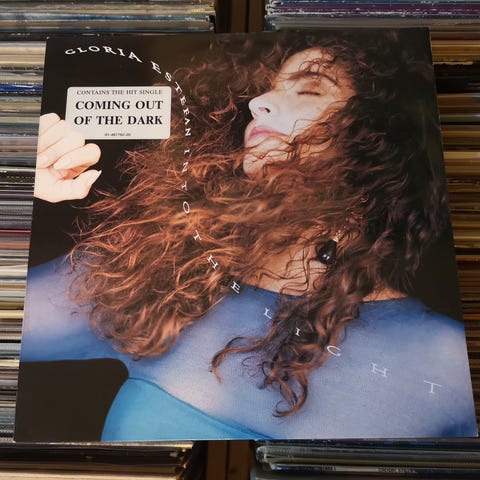 GLORIA ESTEFAN INTO THE LIGHT
CONTAINS THE HIT SINGLE
COMING OUT
OF THE DARK